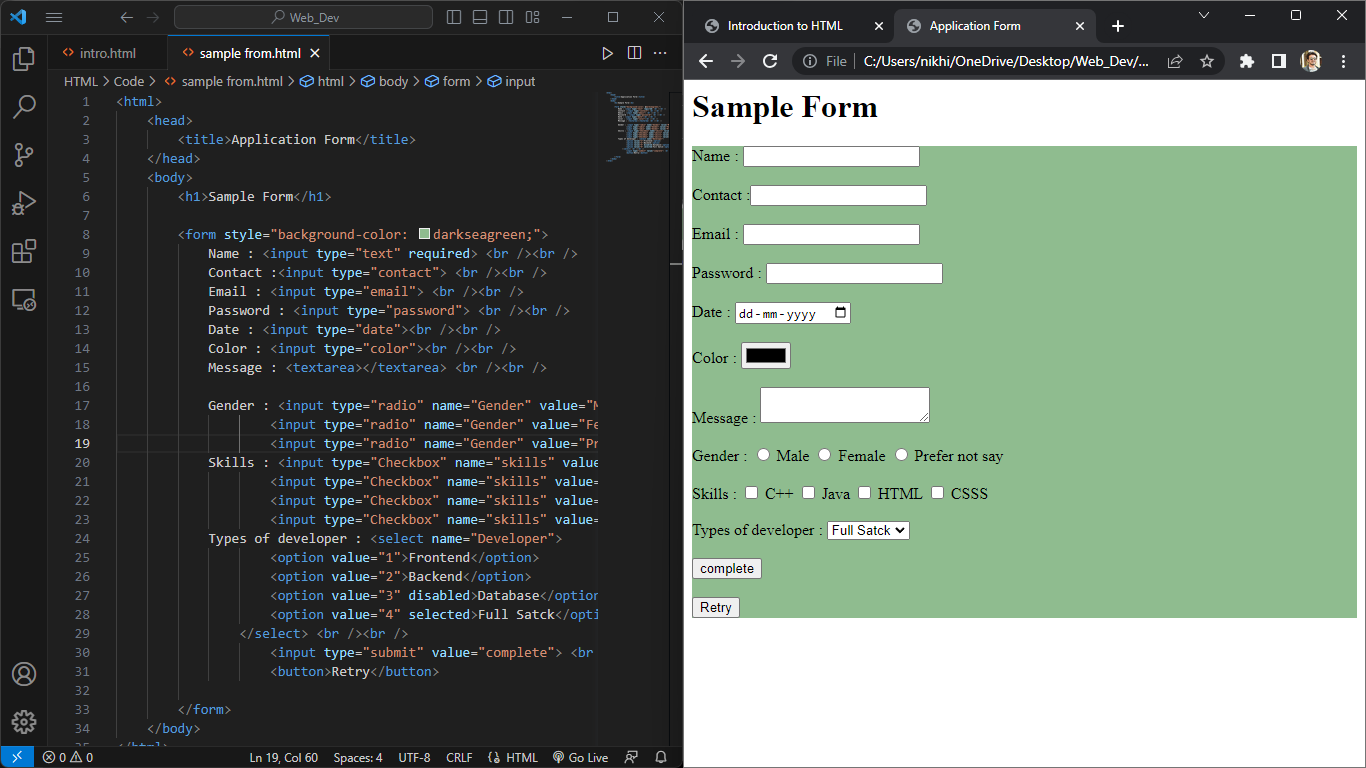 Web_Dev
intro.html
sample from.html
HTML > Code > sample from.html > html > body > form > input
1 <html>
2 <head>
3 <title>Application Form</title>
4 </head>
5 <body>
6 <h1>Sample Form</h1>
7
8 <form style="background-color: darkseagreen;">
9 Name : <input type="text" required> <br /><br />
10 Contact :<input type="contact"> <br /><br />
11 Email : <input type="email"> <br /><br />
12 Password : <input type="password"> <br /><br />
13 Date : <input type="date"><br /><br />
14 Color : <input type="color"><br /><br />
15 Message : <textarea></textarea> <br /><br />
16
17 Gender : <input type="radio" name="Gender" value="M
18 <input type="radio" name="Gender" value="Fe
19 <input type="radio" name="Gender" value="Pr
20 Skills : <input type="Checkbox" name="skills" value
21 <input type="Checkbox" name="skills" value=
22 <input type="Checkbox" name="skills" value=
23 <input type="Checkbox" name="skills" value=
24 Types of developer : <select name="Developer">
25 <option value="1">Frontend</option>
26 <option value="2">Backend</option>
27 <option value="3" disabled>Database</option
28 <option value="4" selected>Full Satck</opti
29 </select> <br /><br />
30 <input type="submit" value="complete"> <br
31 <button>Retry</button>
32
33 </form>
34 </body>
35 </html>
0 0 Ln 19, Col 60 Spaces: 4 UTF-8 CRLF {} HTML Go Live
Introduction to HTML
Application Form
File | C:/Users/nikhi/OneDrive/Desktop/Web_Dev/...
Sample Form
Name :
Contact :
Email :
Password :
Date : dd-mm-yyyy
Color :
Message :
Gender : Male Female Prefer not say
Skills : C++ Java HTML CSSS
Types of developer : Full Satck
complete
Retry